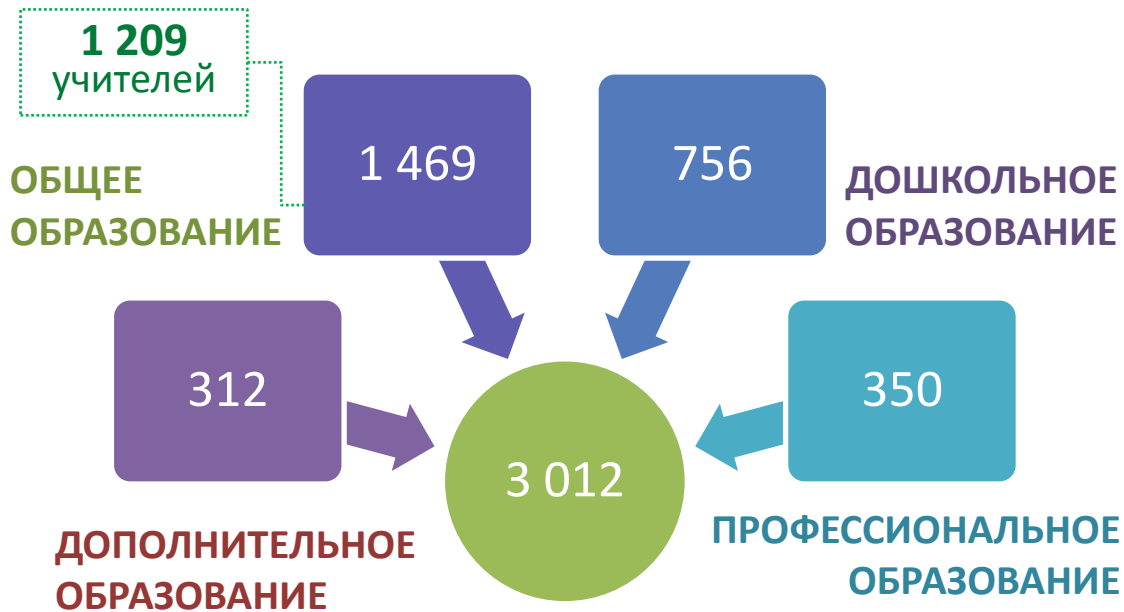 1 209
учителей
1 469
756
ОБЩЕЕ
ОБРАЗОВАНИЕ
ДОШКОЛЬНОЕ
ОБРАЗОВАНИЕ
312
350
3 012
ДОПОЛНИТЕЛЬНОЕ
ОБРАЗОВАНИЕ
ПРОФЕССИОНАЛЬНОЕ
ОБРАЗОВАНИЕ